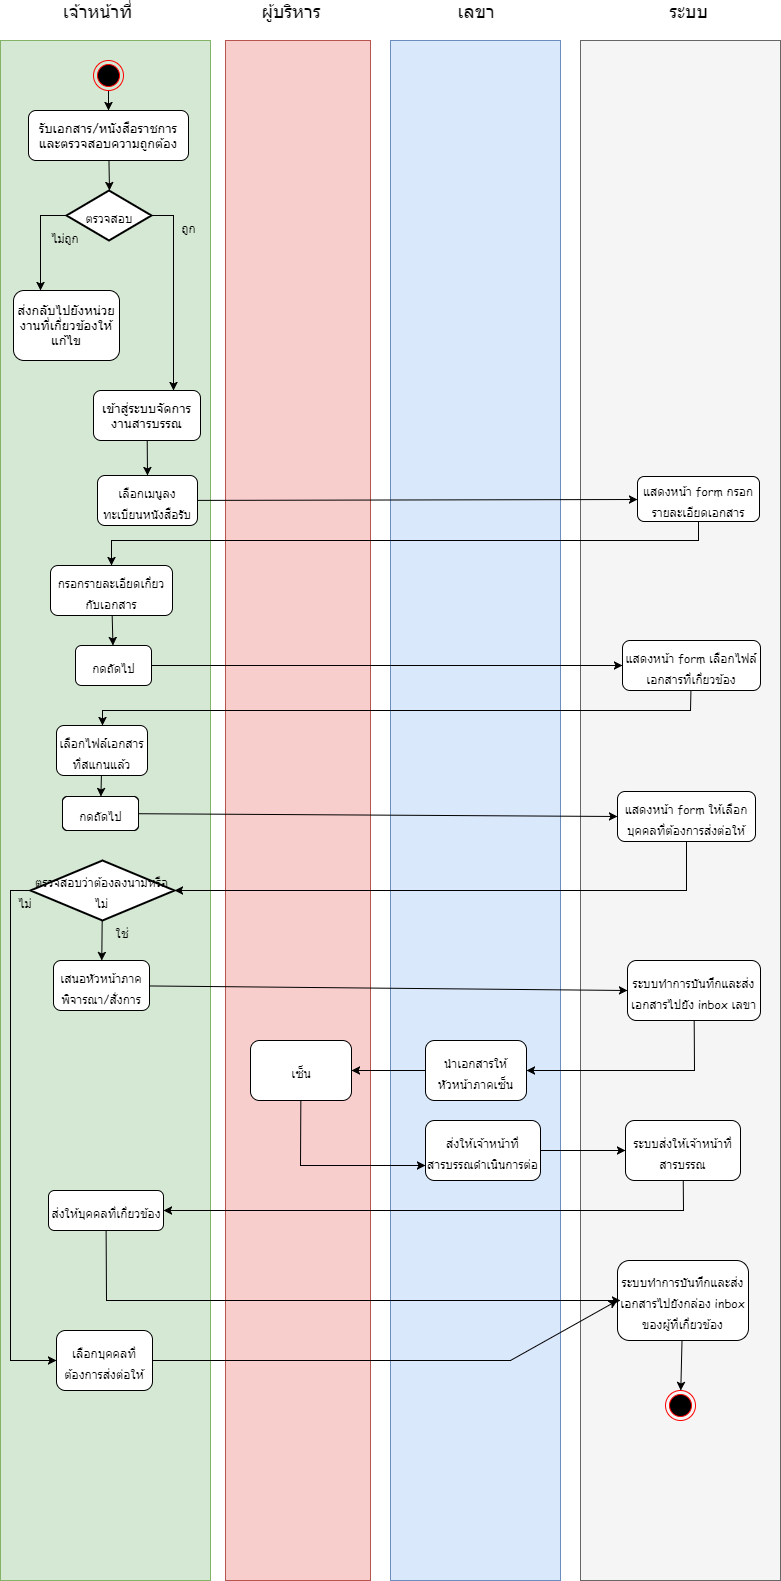 เจ้าหน้าที่
ผู้บริหาร
เลขา
ระบบ
รับเอกสาร/หนังสือราชการ
และตรวจสอบความถูกต้อง
ตรวจสอบ
ไม่ถูก
ถูก
ส่งกลับไปยังหน่วย
งานที่เกี่ยวข้องให้
แก้ไข
เข้าสู่ระบบจัดการ
งานสารบรรณ
เลือกเมนูลง
ทะเบียนหนังสือรับ
แสดงหน้า form กรอก
รายละเอียดเอกสาร
กรอกรายละเอียดเกี่ยว
กับเอกสาร
กดถัดไป
แสดงหน้า form เลือกไฟล์
เอกสารที่เกี่ยวข้อง
เลือกไฟล์เอกสาร
ที่สแกนแล้ว
กดถัดไป
แสดงหน้า form ให้เลือก
บุคคลที่ต้องการส่งต่อให้
ตรวจสอบว่าต้องลงนามหรือ
ไม่
ไม่
ใช่
เสนอหัวหน้าภาค
พิจารณา/สั่งการ
ระบบทำการบันทึกและส่ง
เอกสารไปยัง inbox เลขา
นำเอกสารให้
หัวหน้าภาคเซ็น
เซ็น
ส่งให้เจ้าหน้าที่
สารบรรณดำเนินการต่อ
ระบบส่งให้เจ้าหน้าที่
สารบรรณ
ส่งให้บุคคลที่เกี่ยวข้อง
ระบบทำการบันทึกและส่ง
เอกสารไปยังกล่อง inbox
ของผู้ที่เกี่ยวข้อง
เลือกบุคคลที่
ต้องการส่งต่อให้